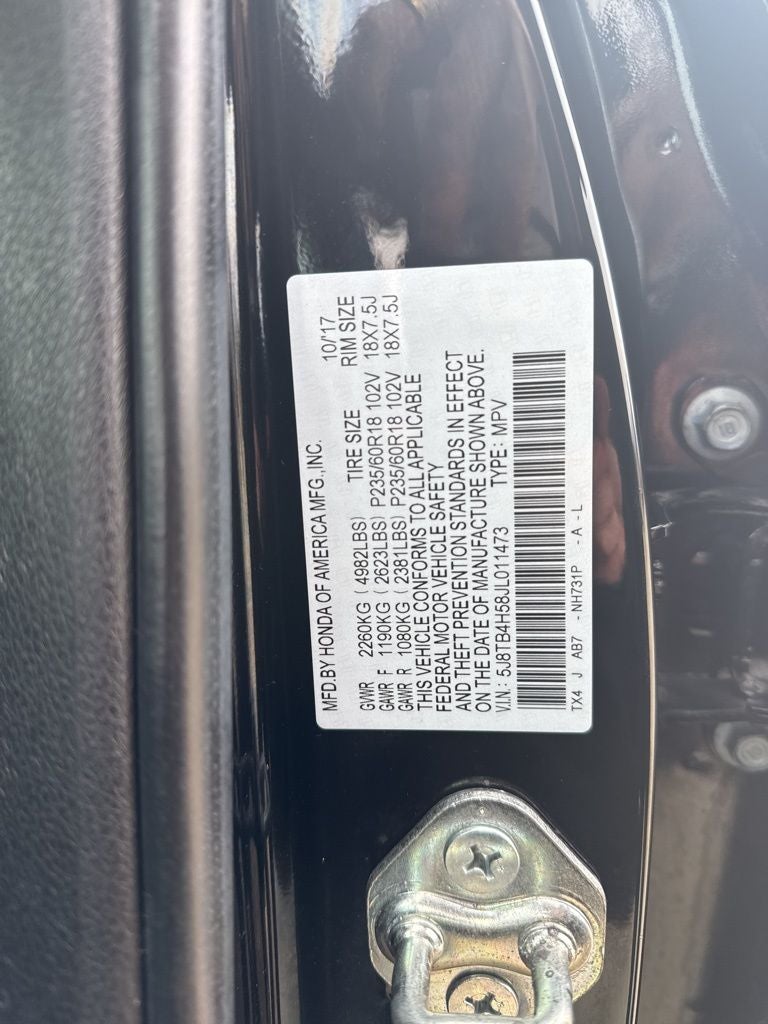 MFD.BY HONDA OF AMERICA MFG.,INC. 10/17
GVWR 2260KG ( 4982LBS) TIRE SIZE RIM SIZE
GAWR F 1190KG ( 2623LBS) P235/60R18 102V 18X7.5J
GAWR R 1080KG ( 2381LBS) P235/60R18 102V 18X7.5J
THIS VEHICLE CONFORMS TO ALL APPLICABLE
FEDERAL MOTOR VEHICLE SAFETY
AND THEFT PREVENTION STANDARDS IN EFFECT
ON THE DATE OF MANUFACTURE SHOWN ABOVE.
V.I.N.: 5J8TB4H58JL011473 TYPE: MPV
TX4 J AB7 - NH731P - A - L